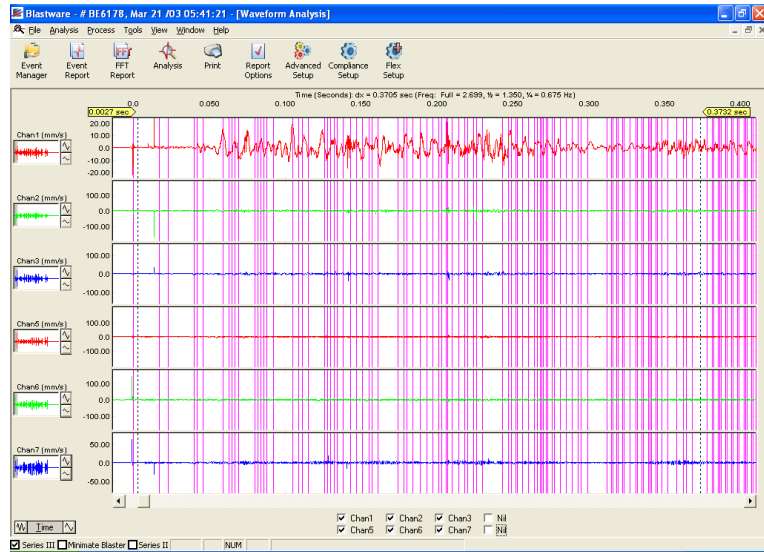 Blastware - # BE6178, Mar 21 /03 05:41:21 - [Waveform Analysis]
File Analysis Process Tools View Window Help
Event Manager
Event Report
FFT Report
Analysis
Print
Report Options
Advanced Setup
Compliance Setup
Flex Setup
Time (Seconds): dx = 0.3705 sec (Freq: Full = 2.699, ½ = 1.350, ¼ = 0.675 Hz)
0.0 0.050 0.100 0.150 0.200 0.250 0.300 0.350 0.400
0.0027 sec
0.3732 sec
Chan1 (mm/s)
20.00
10.00
0.0
-10.00
-20.00
Chan2 (mm/s)
100.00
0.0
-100.00
Chan3 (mm/s)
100.00
0.0
-100.00
Chan5 (mm/s)
100.00
0.0
-100.00
Chan6 (mm/s)
100.00
0.0
-100.00
Chan7 (mm/s)
50.00
0.0
-50.00
Time
Chan1 Chan2 Chan3 Nil
Chan5 Chan6 Chan7 Nil
Series III Minimate Blaster Series II NUM